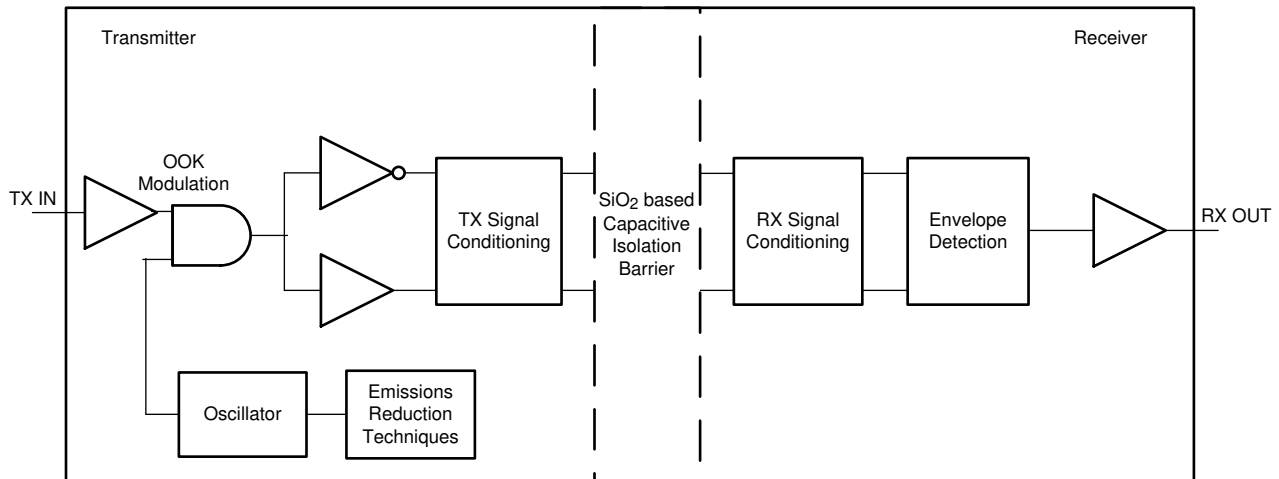 Transmitter
Receiver
OOK
Modulation
TX IN
TX Signal
Conditioning
SiO2 based
Capacitive
Isolation
Barrier
RX Signal
Conditioning
Envelope
Detection
RX OUT
Oscillator
Emissions
Reduction
Techniques